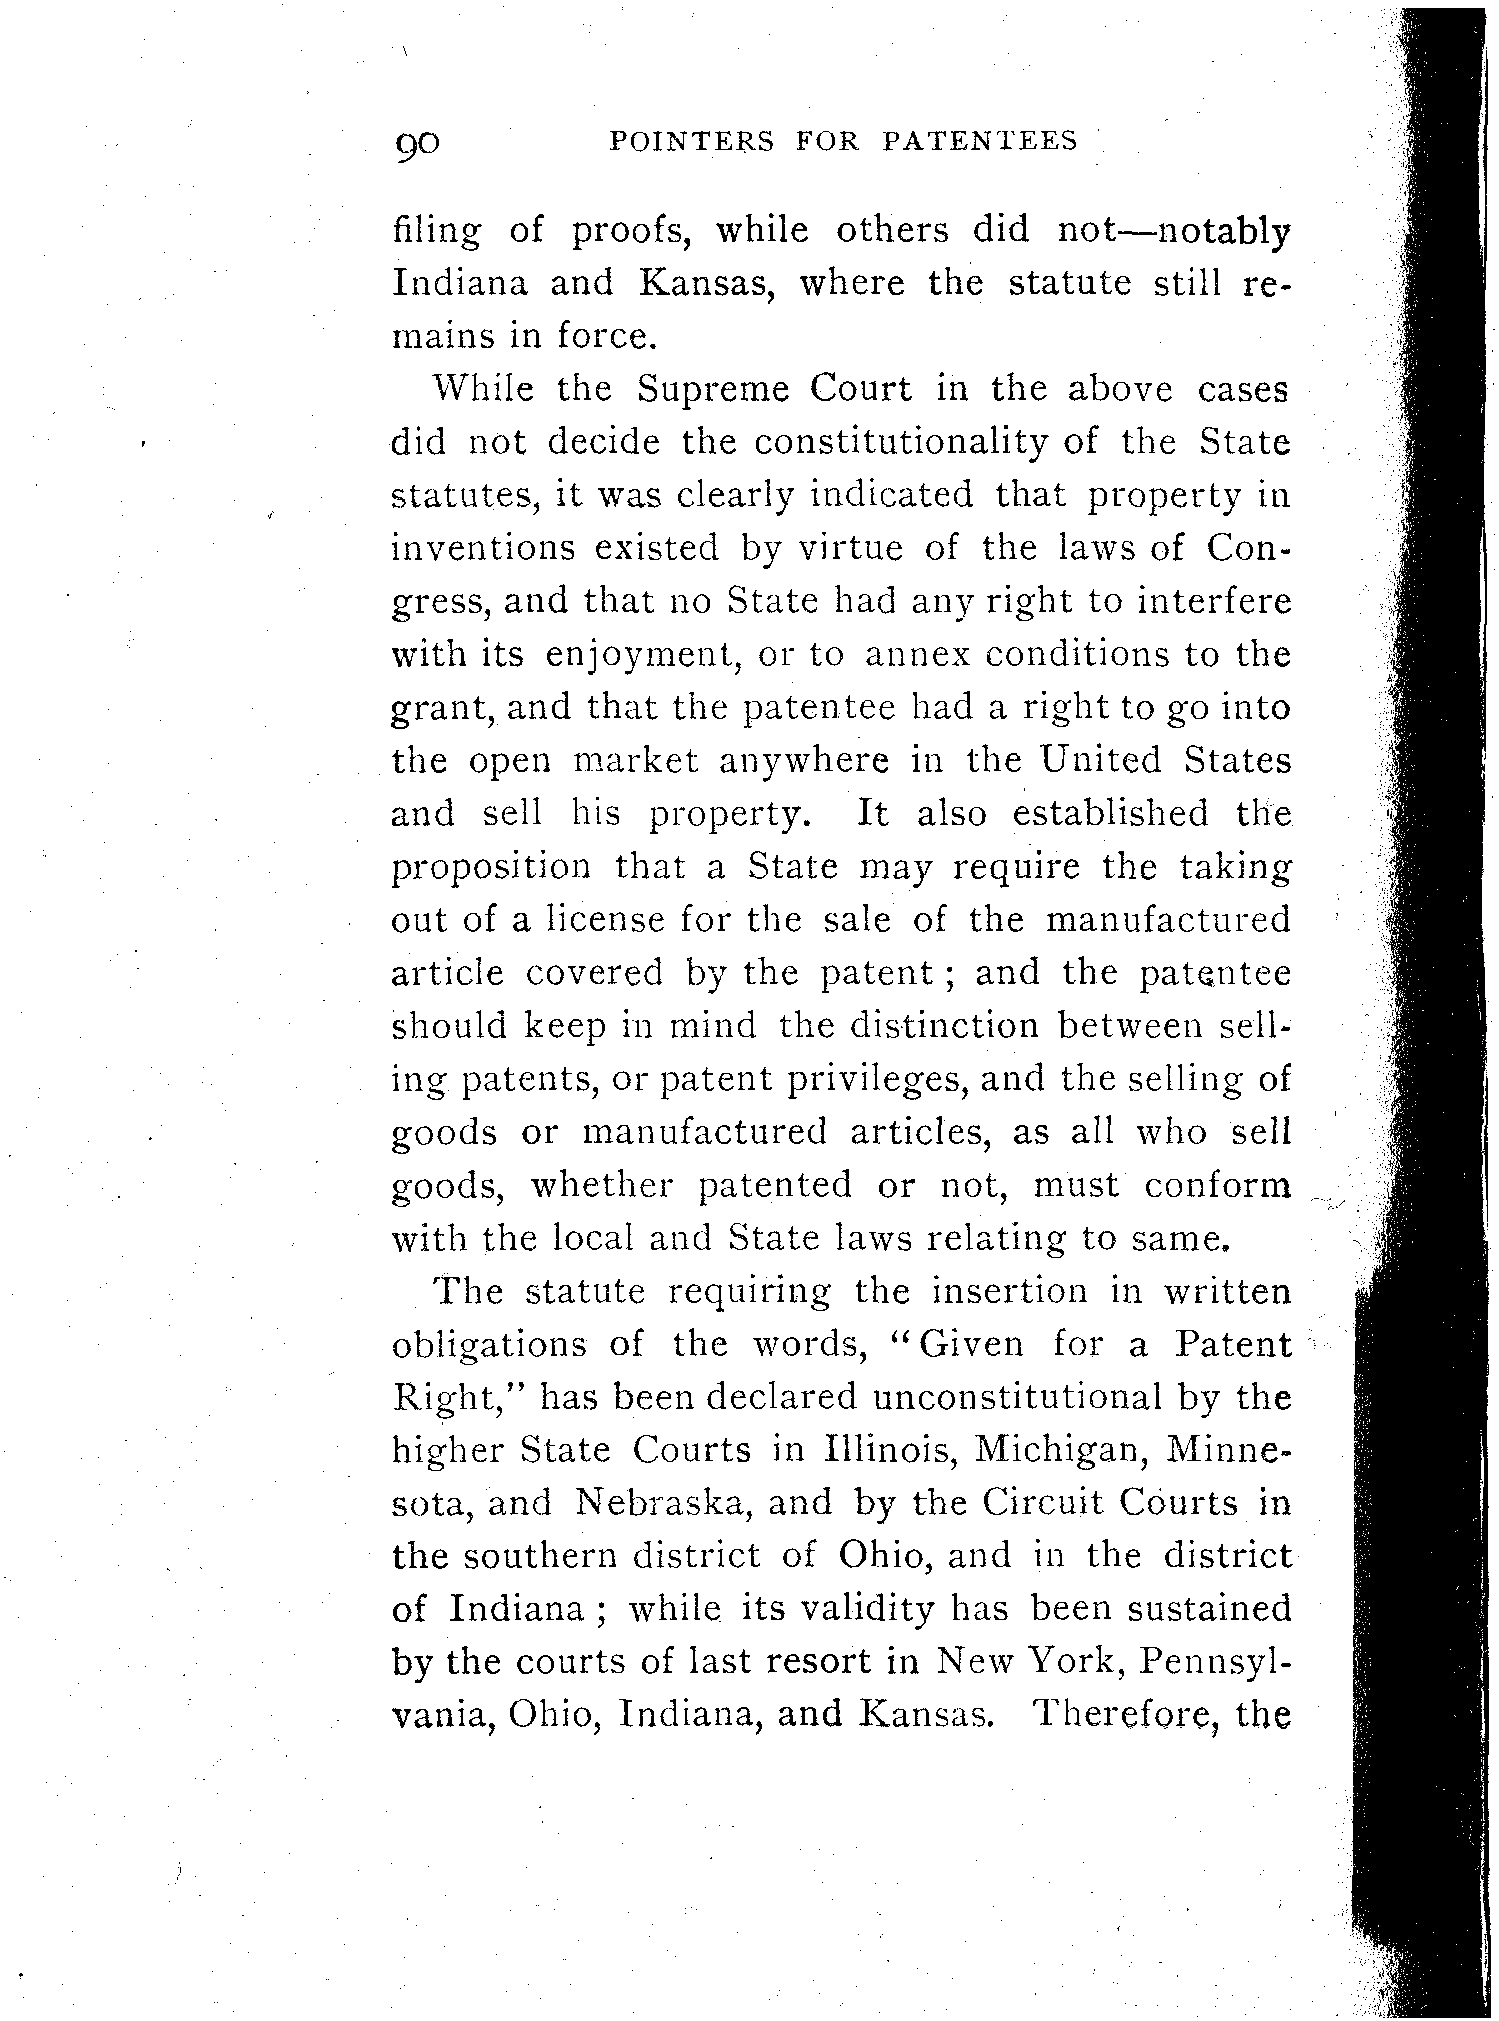 90 POINTERS FOR PATENTEES
filing of proofs, while others did not—notably
Indiana and Kansas, where the statute still re-
mains in force.
While the Supreme Court in the above cases
did not decide the constitutionality of the State
statutes, it was clearly indicated that property in
inventions existed by virtue of the laws of Con-
gress, and that no State had any right to interfere
with its enjoyment, or to annex conditions to the
grant, and that the patentee had a right to go into
the open market anywhere in the United States
and sell his property. It also established the
proposition that a State may require the taking
out of a license for the sale of the manufactured
article covered by the patent ; and the patentee
should keep in mind the distinction between sell-
ing patents, or patent privileges, and the selling of
goods or manufactured articles, as all who sell
goods, whether patented or not, must conform
with the local and State laws relating to same.
The statute requiring the insertion in written
obligations of the words, “ Given for a Patent
Right,” has been declared unconstitutional by the
higher State Courts in Illinois, Michigan, Minne-
sota, and Nebraska, and by the Circuit Courts in
the southern district of Ohio, and in the district
of Indiana ; while its validity has been sustained
by the courts of last resort in New York, Pennsyl-
vania, Ohio, Indiana, and Kansas. Therefore, the